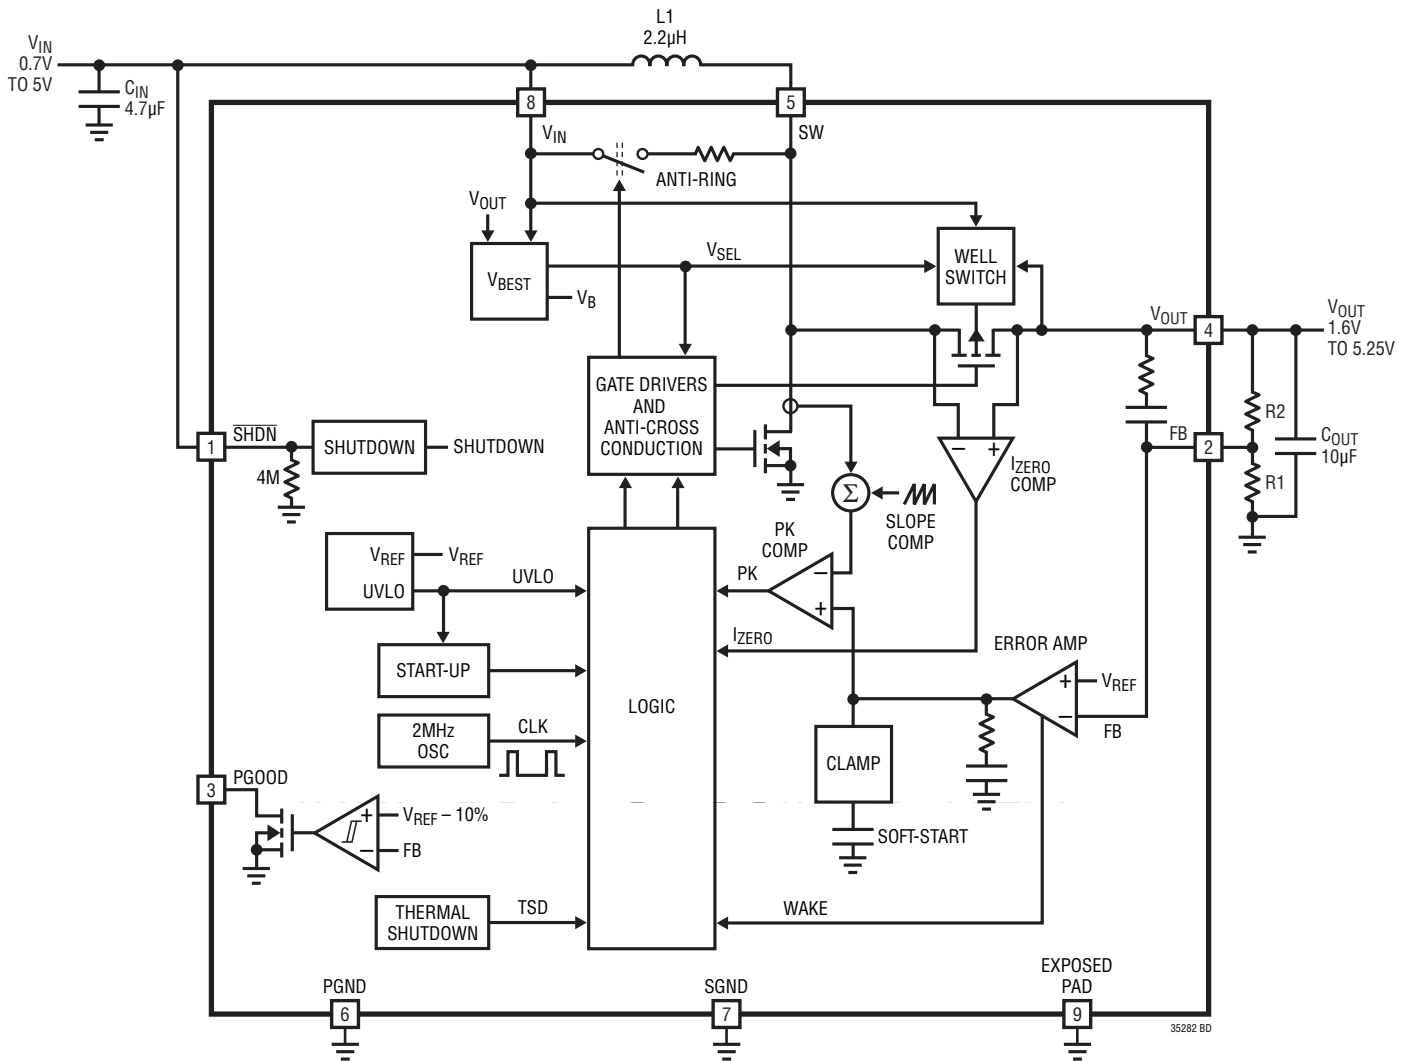 L1
2.2µH
VIN
0.7V
TO 5V
CIN
4.7µF
8
5
VIN
SW
ANTI-RING
VOUT
VBEST
VSEL
VB
WELL
SWITCH
VOUT
4
VOUT
1.6V
TO 5.25V
GATE DRIVERS
AND
ANTI-CROSS
CONDUCTION
1
SHDN
SHUTDOWN
SHUTDOWN
4M
FB
2
R2
R1
COUT
10µF
– +
IZERO
COMP
Σ
SLOPE
COMP
PK
COMP
PK
–
+
VREF
VREF
UVLO
UVLO
IZERO
START-UP
LOGIC
ERROR AMP
+
VREF
–
FB
2MHz
OSC
CLK
CLAMP
SOFT-START
3
PGOOD
+
VREF – 10%
–
FB
THERMAL
SHUTDOWN
TSD
WAKE
PGND
6
SGND
7
EXPOSED
PAD
9
35282 BD